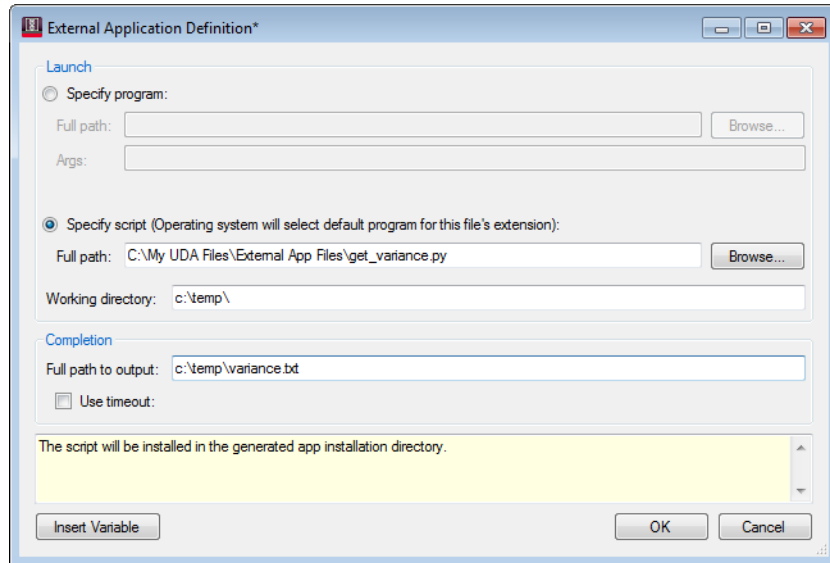 External Application Definition*
Launch
Specify program:
Full path:
Browse...
Args:
Specify script (Operating system will select default program for this file's extension):
Full path: C:\My UDA Files\External App Files\get_variance.py Browse...
Working directory: c:\temp\
Completion
Full path to output: c:\temp\variance.txt
Use timeout:
The script will be installed in the generated app installation directory.
Insert Variable OK Cancel